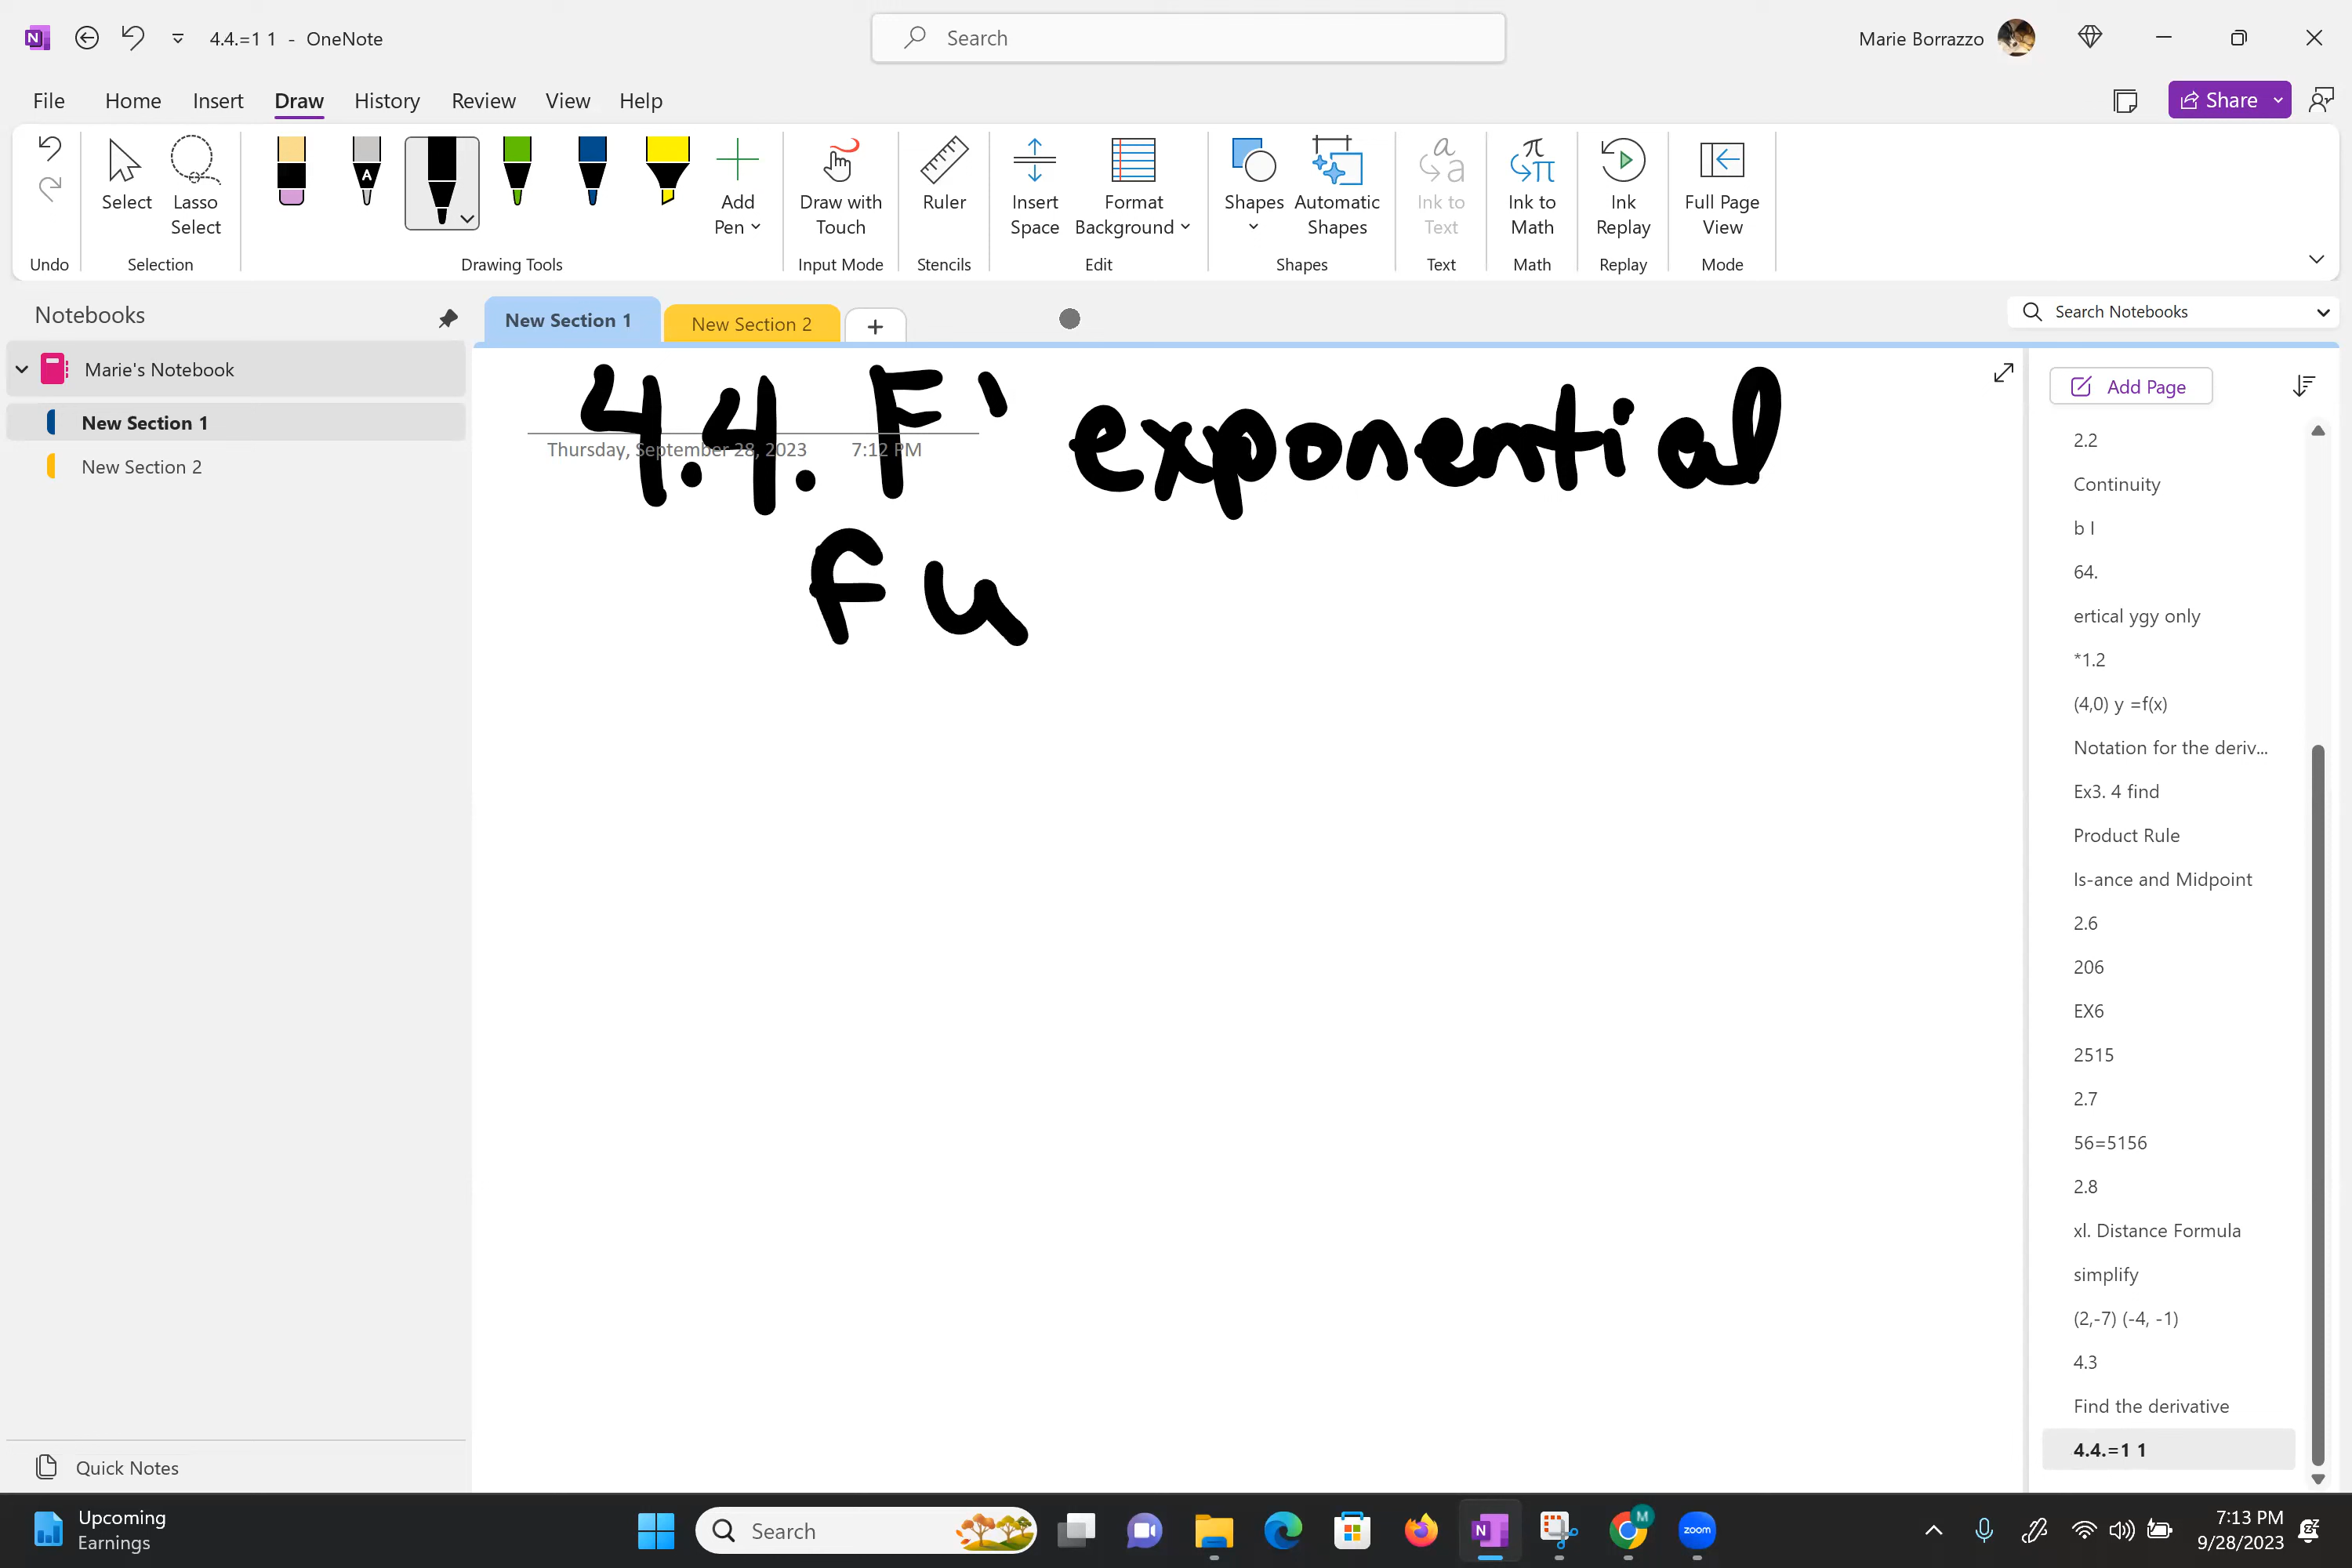 4.4.=1 1 - OneNote
Search
Marie Borrazzo
File Home Insert Draw History Review View Help
Share
Undo
Select
Lasso Select
Selection
Drawing Tools
Add Pen
Draw with Touch
Input Mode
Ruler
Stencils
Insert Space
Format Background
Edit
Shapes
Automatic Shapes
Shapes
Ink to Text
Text
Ink to Math
Math
Ink Replay
Replay
Full Page View
Mode
Notebooks
Marie's Notebook
New Section 1
New Section 2
Quick Notes
New Section 1
New Section 2
+
Search Notebooks
4.4. F' exponential
Thursday, September 28, 2023 7:12 PM
Fu
Add Page
2.2
Continuity
b I
64.
ertical ygy only
*1.2
(4,0) y =f(x)
Notation for the deriv...
Ex3. 4 find
Product Rule
Is-ance and Midpoint
2.6
206
EX6
2515
2.7
56=5156
2.8
xl. Distance Formula
simplify
(2,-7) (-4, -1)
4.3
Find the derivative
4.4.=1 1
Upcoming
Earnings
Search
zoom
M
7:13 PM
9/28/2023